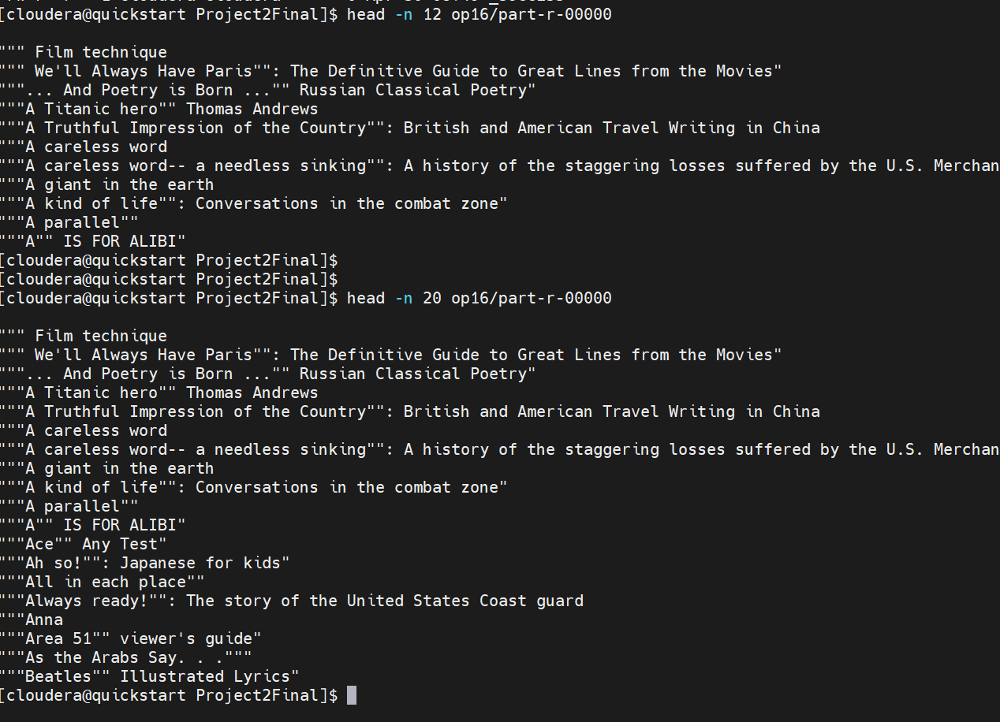 [cloudera@quickstart Project2Final]$ head -n 12 op16/part-r-00000
""" Film technique
""" We'll Always Have Paris"": The Definitive Guide to Great Lines from the Movies"
"""... And Poetry is Born ..."" Russian Classical Poetry"
"""A Titanic hero"" Thomas Andrews
"""A Truthful Impression of the Country"": British and American Travel Writing in China
"""A careless word
"""A careless word-- a needless sinking"": A history of the staggering losses suffered by the U.S. Merchan
"""A giant in the earth
"""A kind of life"": Conversations in the combat zone"
"""A parallel""
"""A"" IS FOR ALIBI"
[cloudera@quickstart Project2Final]$
[cloudera@quickstart Project2Final]$
[cloudera@quickstart Project2Final]$ head -n 20 op16/part-r-00000
""" Film technique
""" We'll Always Have Paris"": The Definitive Guide to Great Lines from the Movies"
"""... And Poetry is Born ..."" Russian Classical Poetry"
"""A Titanic hero"" Thomas Andrews
"""A Truthful Impression of the Country"": British and American Travel Writing in China
"""A careless word
"""A careless word-- a needless sinking"": A history of the staggering losses suffered by the U.S. Merchan
"""A giant in the earth
"""A kind of life"": Conversations in the combat zone"
"""A parallel""
"""A"" IS FOR ALIBI"
"""Ace"" Any Test"
"""Ah so!"": Japanese for kids"
"""All in each place""
"""Always ready!"": The story of the United States Coast guard
"""Anna
"""Area 51"" viewer's guide"
"""As the Arabs Say. . ."""
"""Beatles"" Illustrated Lyrics"
[cloudera@quickstart Project2Final]$